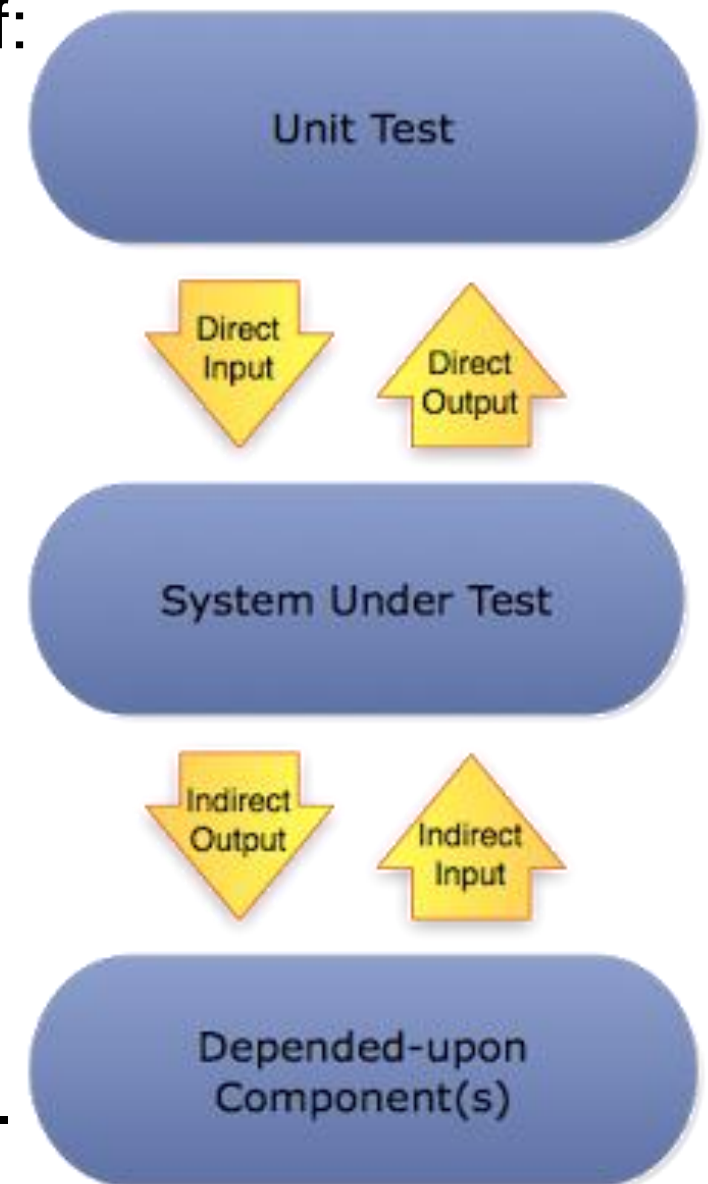 f:
Unit Test
Direct
Input
Direct
Output
System Under Test
Indirect
Output
Indirect
Input
Depended-upon
Component(s)